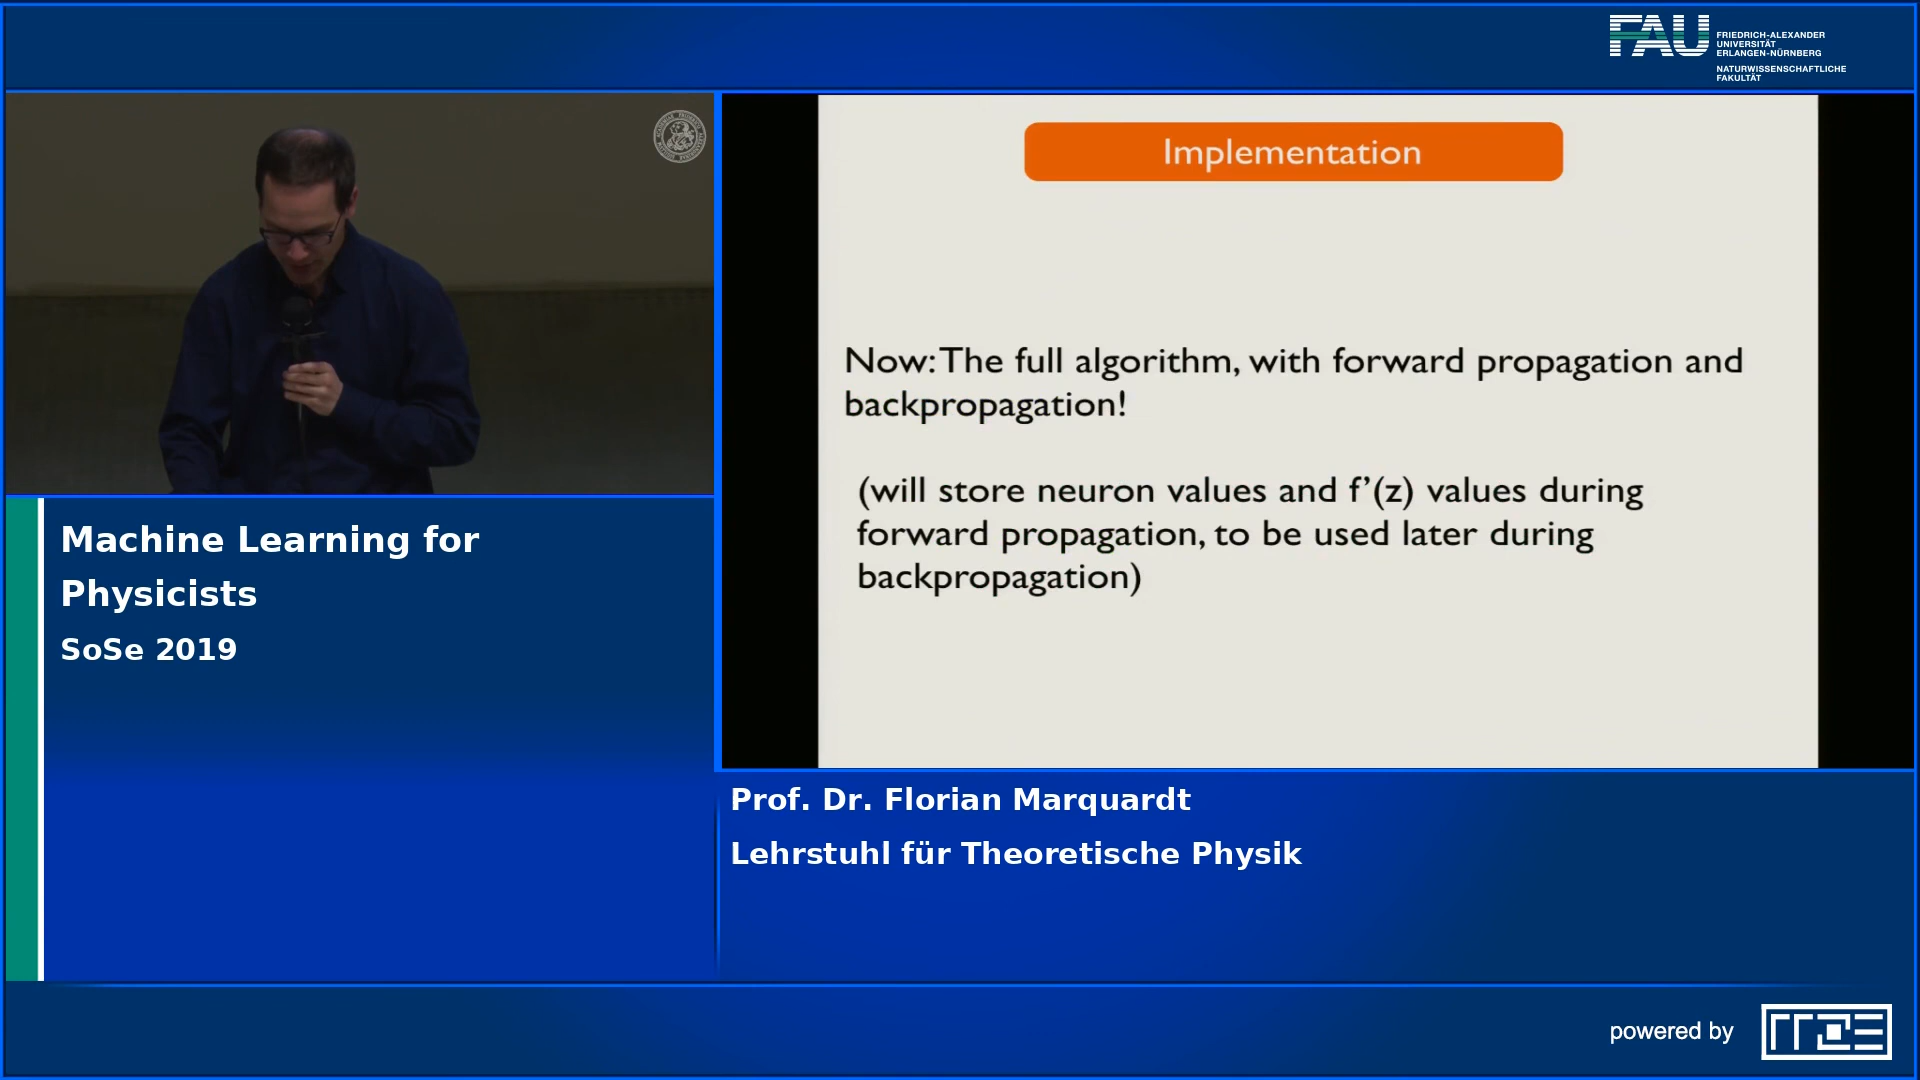 FAU
FRIEDRICH-ALEXANDER
UNIVERSITÄT
ERLANGEN-NÜRNBERG
NATURWISSENSCHAFTLICHE
FAKULTÄT
Implementation
Now: The full algorithm, with forward propagation and
backpropagation!
(will store neuron values and f’(z) values during
forward propagation, to be used later during
backpropagation)
Machine Learning for
Physicists
SoSe 2019
Prof. Dr. Florian Marquardt
Lehrstuhl für Theoretische Physik
powered by